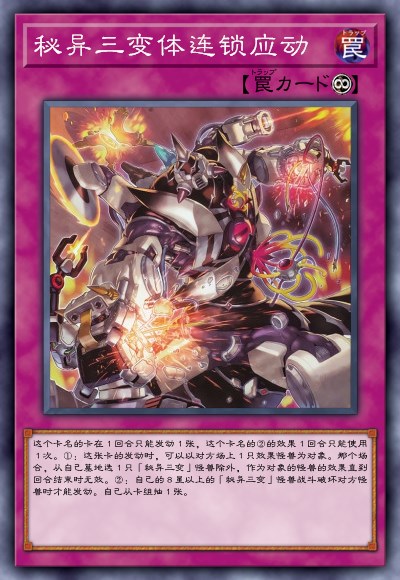 秘异三变体连锁应动
トラップ
罠
トラップ
【罠カード】
这个卡名的卡在1回合只能发动1张，这个卡名的②的效果1回合只能使用
1次。①：这张卡的发动时，可以以对方场上1只效果怪兽为对象。那个场
合，从自己墓地选1只「秘异三变」怪兽除外，作为对象的怪兽的效果直到
回合结束时无效。②：自己的8星以上的「秘异三变」怪兽战斗破坏对方怪
兽时才能发动。自己从卡组抽1张。